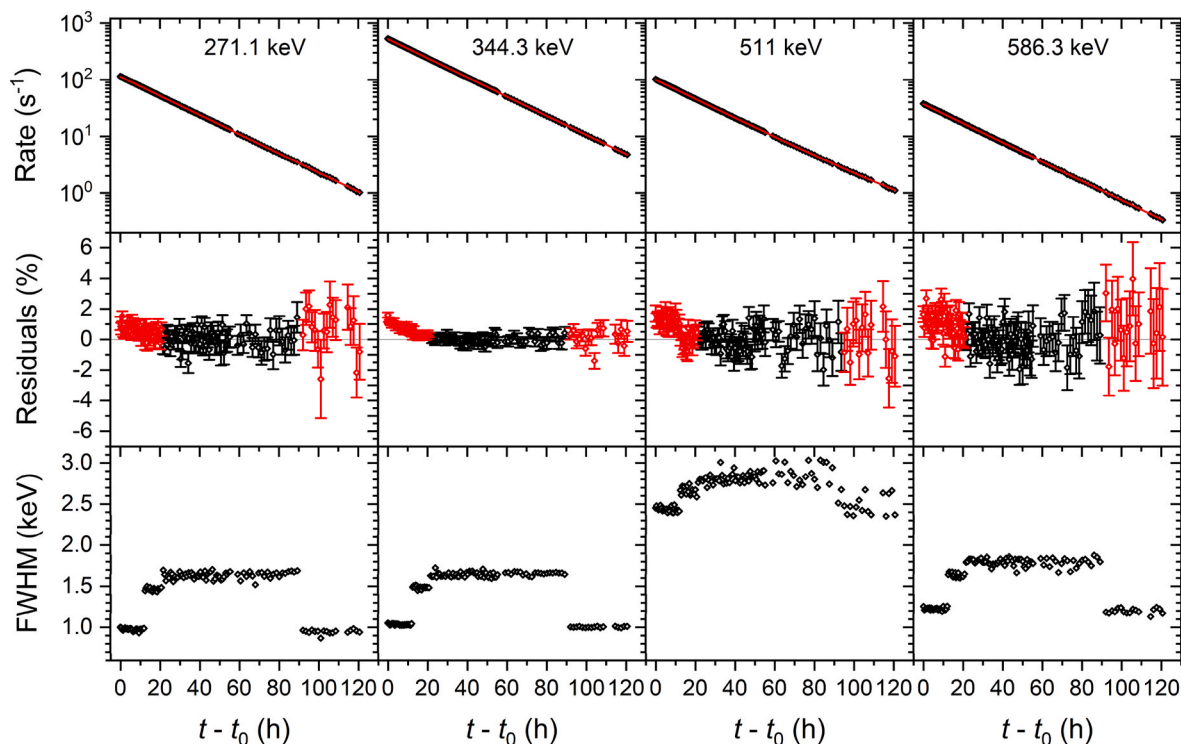 271.1 keV 344.3 keV 511 keV 586.3 keV
Rate (s⁻¹)
10³
10²
10¹
10⁰
Residuals (%)
6
4
2
0
-2
-4
-6
FWHM (keV)
3.0
2.5
2.0
1.5
1.0
0 20 40 60 80 100 120 0 20 40 60 80 100 120 0 20 40 60 80 100 120 0 20 40 60 80 100 120
t - t₀ (h) t - t₀ (h) t - t₀ (h) t - t₀ (h)